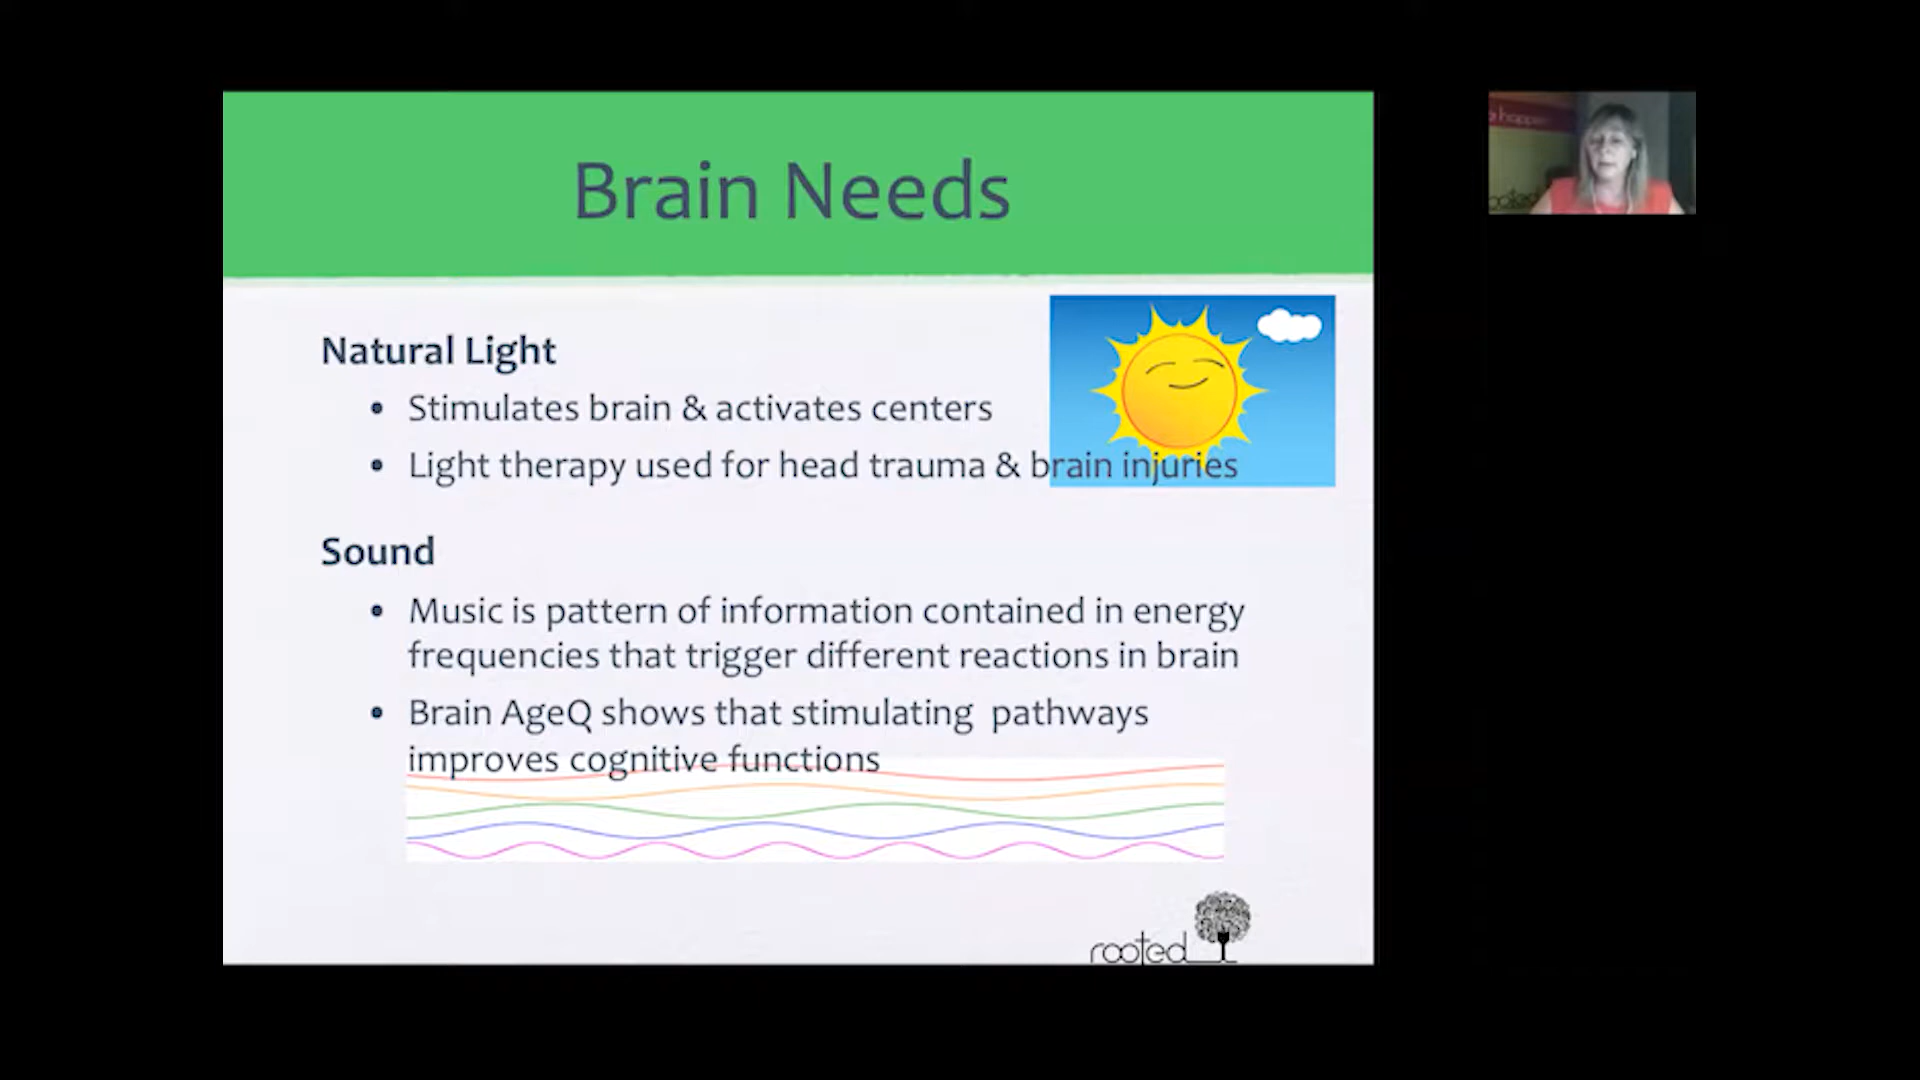 Brain Needs
Natural Light
• Stimulates brain & activates centers
• Light therapy used for head trauma & brain injuries
Sound
• Music is pattern of information contained in energy
frequencies that trigger different reactions in brain
• Brain AgeQ shows that stimulating pathways
improves cognitive functions
rooted